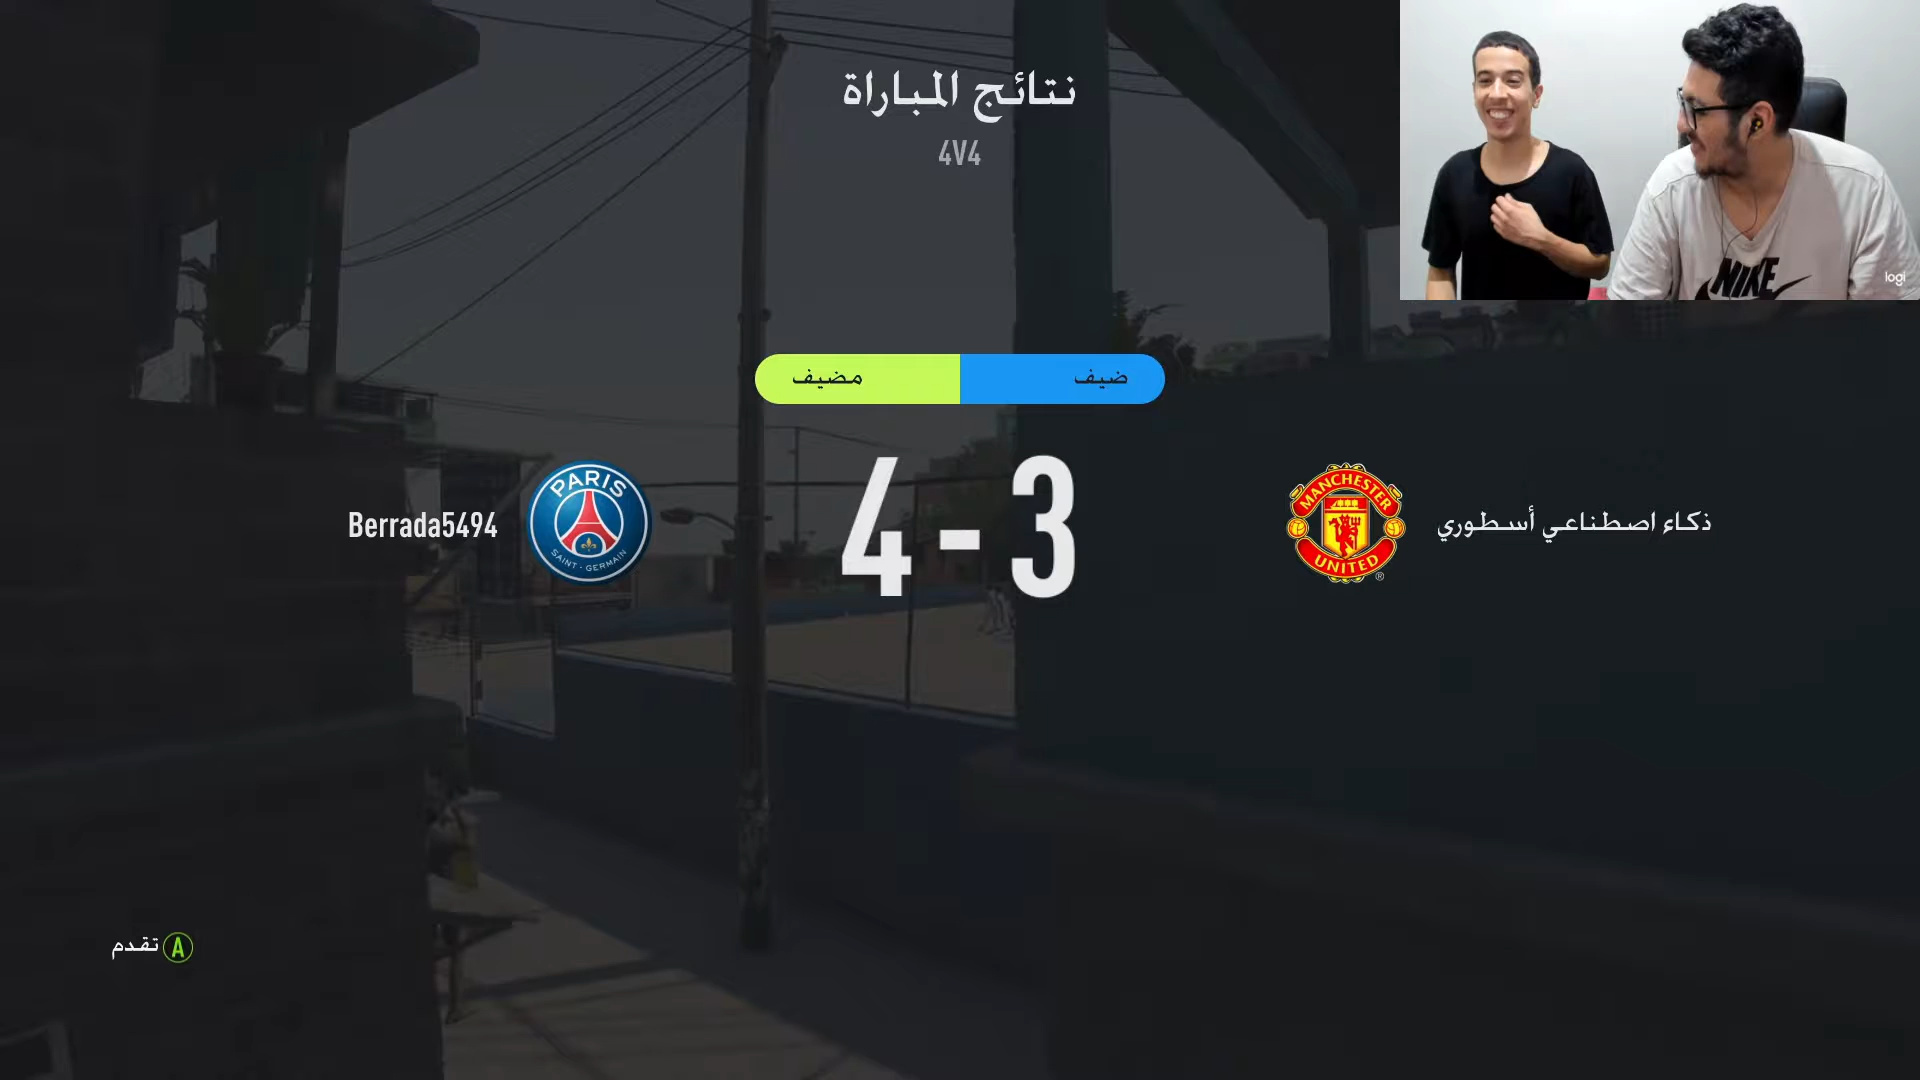 نتائج المباراة
4V4
NIKE
logi
مضيف
ضيف
Berrada5494
PARIS
SAINT-GERMAIN
4-3
MANCHESTER
UNITED
®
ذكاء اصطناعي أسطوري
تقدم A